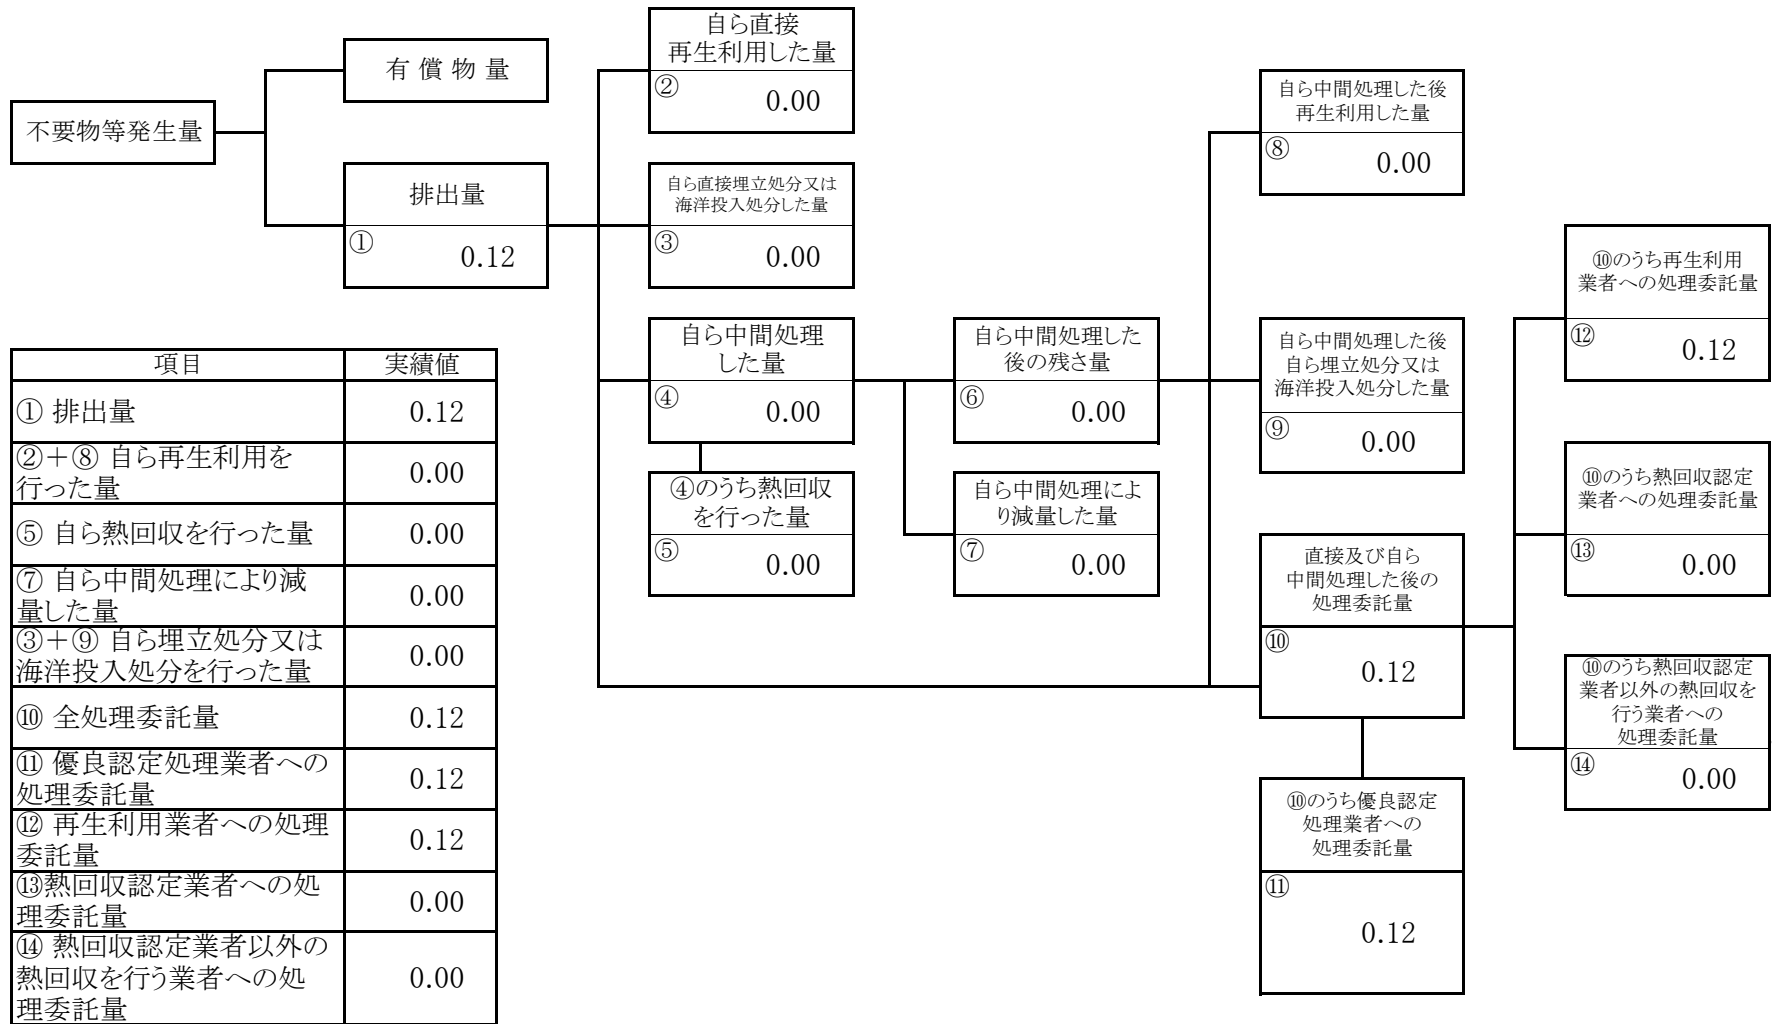 不要物等発生量
有償物量
排出量
①
0.12
自ら直接
再生利用した量
②
0.00
自ら直接埋立処分又は
海洋投入処分した量
③
0.00
自ら中間処理
した量
④
0.00
④のうち熱回収
を行った量
⑤
0.00
自ら中間処理した
後の残さ量
⑥
0.00
自ら中間処理によ
り減量した量
⑦
0.00
自ら中間処理した後
再生利用した量
⑧
0.00
自ら中間処理した後
自ら埋立処分又は
海洋投入処分した量
⑨
0.00
直接及び自ら
中間処理した後の
処理委託量
⑩
0.12
⑩のうち優良認定
処理業者への
処理委託量
⑪
0.12
⑩のうち再生利用
業者への処理委託量
⑫
0.12
⑩のうち熱回収認定
業者への処理委託量
⑬
0.00
⑩のうち熱回収認定
業者以外の熱回収を
行う業者への
処理委託量
⑭
0.00
項目 実績値
① 排出量 0.12
②＋⑧ 自ら再生利用を
行った量 0.00
⑤ 自ら熱回収を行った量 0.00
⑦ 自ら中間処理により減
量した量 0.00
③＋⑨ 自ら埋立処分又は
海洋投入処分を行った量 0.00
⑩ 全処理委託量 0.12
⑪ 優良認定処理業者への
処理委託量 0.12
⑫ 再生利用業者への処理
委託量 0.12
⑬熱回収認定業者への処
理委託量 0.00
⑭ 熱回収認定業者以外の
熱回収を行う業者への処
理委託量 0.00